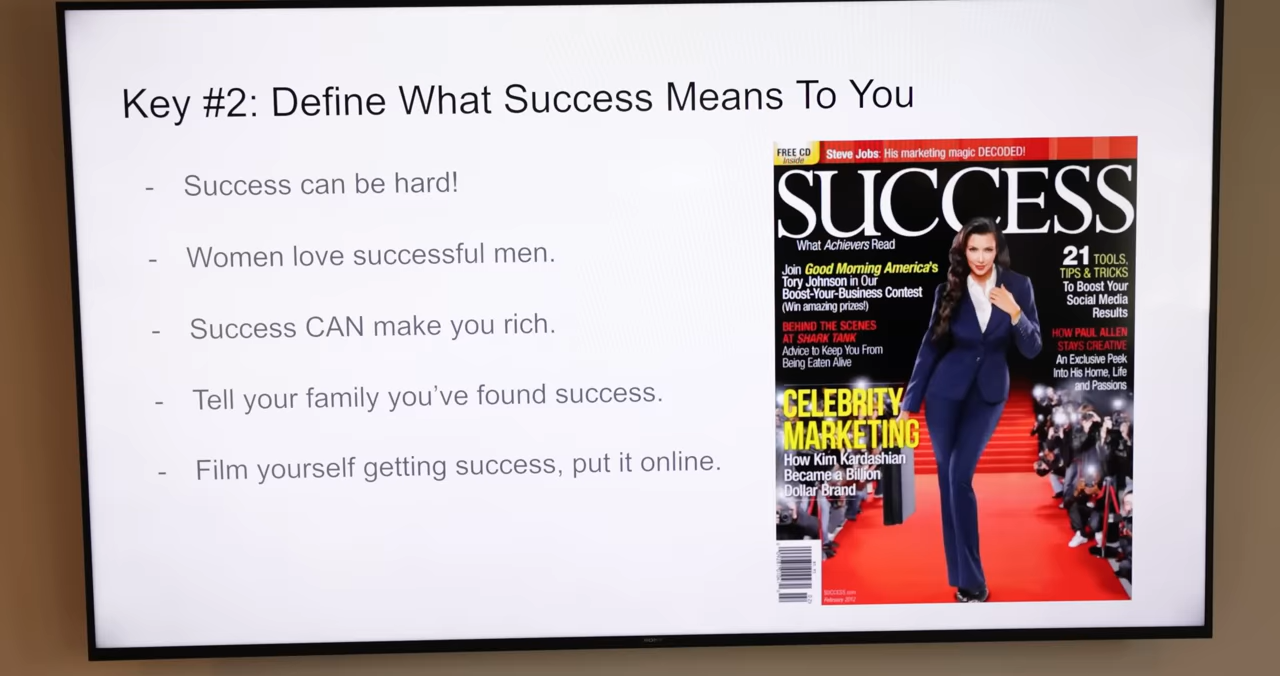 Key #2: Define What Success Means To You
- Success can be hard!
- Women love successful men.
- Success CAN make you rich.
- Tell your family you've found success.
- Film yourself getting success, put it online.
FREE CD
Inside
Steve Jobs: His marketing magic DECODED!
SUCCESS
What Achievers Read
Join Good Morning America's
Tory Johnson in Our
Boost-Your-Business Contest
(Win amazing prizes!)
BEHIND THE SCENES
AT SHARK TANK
Advice to Keep You From
Being Eaten Alive
CELEBRITY
MARKETING
How Kim Kardashian
Became a Billion
Dollar Brand
21 TOOLS,
TIPS & TRICKS
To Boost Your
Social Media
Results
HOW PAUL ALLEN
STAYS CREATIVE
An Exclusive Peek
Into His Home, Life
and Passions
SUCCESS.com
February 2012